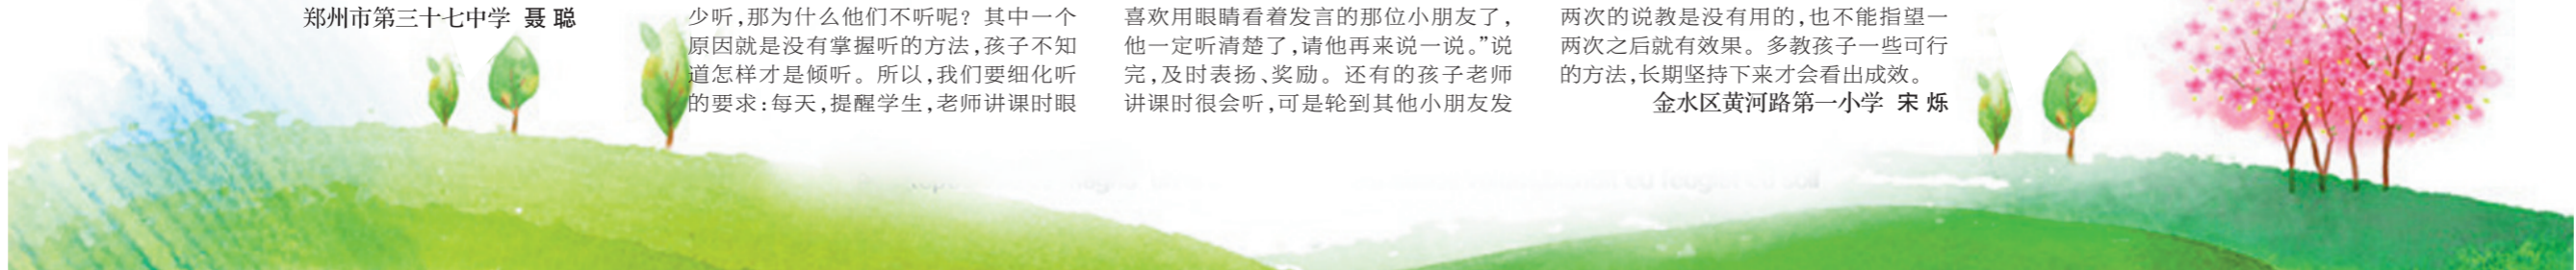 郑州市第三十七中学 聂 聪
少听,那为什么他们不听呢? 其中一个
原因就是没有掌握听的方法,孩子不知
道怎样才是倾听。所以,我们要细化听
的要求:每天,提醒学生,老师讲课时眼
喜欢用眼睛看着发言的那位小朋友了,
他一定听清楚了,请他再来说一说。”说
完,及时表扬、奖励。还有的孩子老师
讲课时很会听,可是轮到其他小朋友发
两次的说教是没有用的,也不能指望一
两次之后就有效果。多教孩子一些可行
的方法,长期坚持下来才会看出成效。
金水区黄河路第一小学 宋 烁